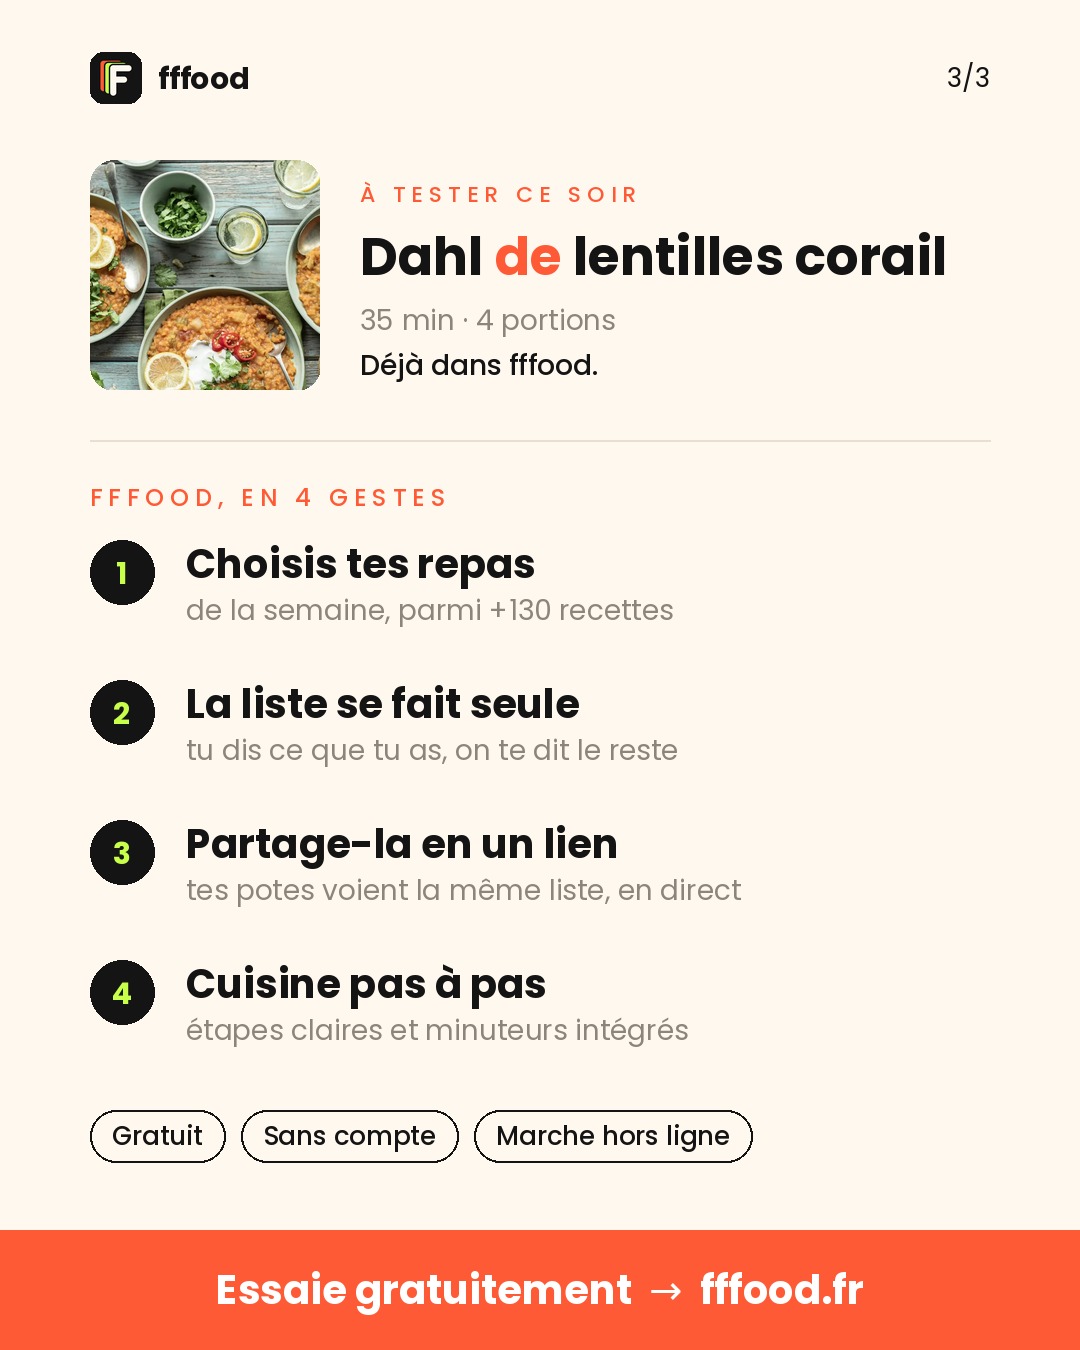 fffood
3/3
À TESTER CE SOIR
Dahl de lentilles corail
35 min · 4 portions
Déjà dans fffood.
FFFOOD, EN 4 GESTES
1 Choisis tes repas
de la semaine, parmi +130 recettes
2 La liste se fait seule
tu dis ce que tu as, on te dit le reste
3 Partage-la en un lien
tes potes voient la même liste, en direct
4 Cuisine pas à pas
étapes claires et minuteurs intégrés
Gratuit Sans compte Marche hors ligne
Essaie gratuitement → fffood.fr